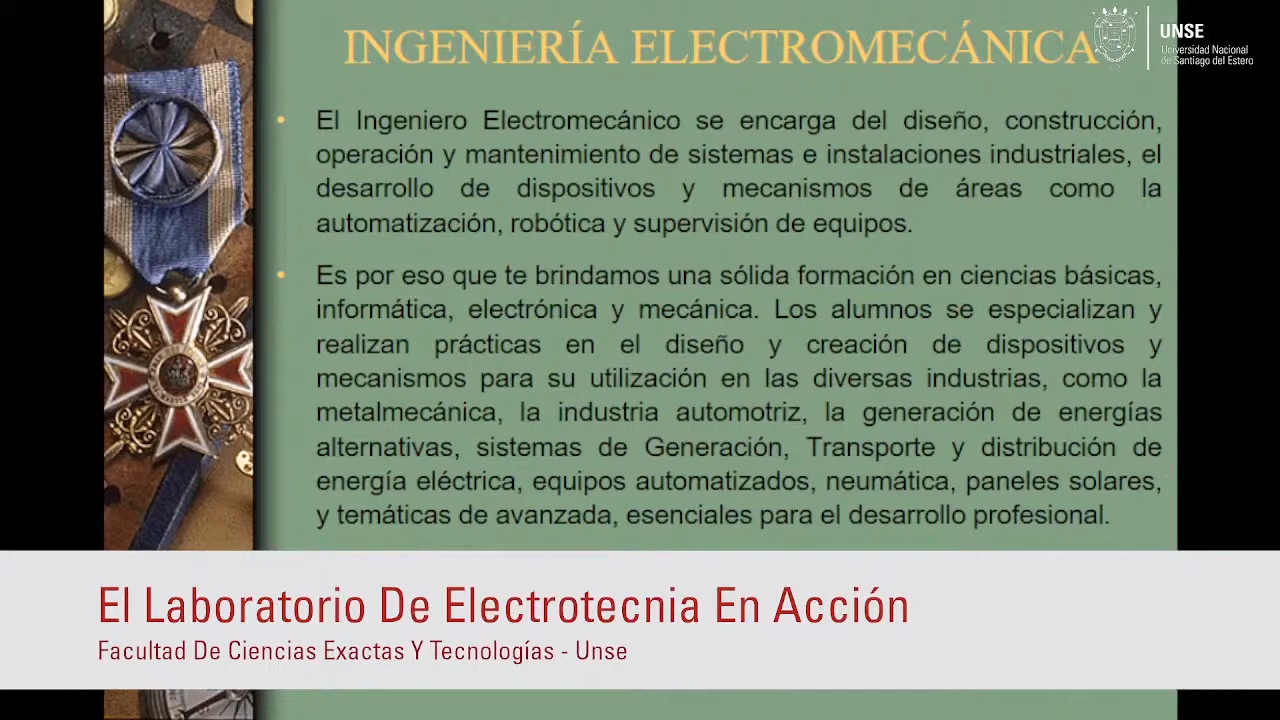 INGENIERÍA ELECTROMECÁNICA
UNSE
Universidad Nacional
de Santiago del Estero
• El Ingeniero Electromecánico se encarga del diseño, construcción,
operación y mantenimiento de sistemas e instalaciones industriales, el
desarrollo de dispositivos y mecanismos de áreas como la
automatización, robótica y supervisión de equipos.
• Es por eso que te brindamos una sólida formación en ciencias básicas,
informática, electrónica y mecánica. Los alumnos se especializan y
realizan prácticas en el diseño y creación de dispositivos y
mecanismos para su utilización en las diversas industrias, como la
metalmecánica, la industria automotriz, la generación de energías
alternativas, sistemas de Generación, Transporte y distribución de
energía eléctrica, equipos automatizados, neumática, paneles solares,
y temáticas de avanzada, esenciales para el desarrollo profesional.
El Laboratorio De Electrotecnia En Acción
Facultad De Ciencias Exactas Y Tecnologías - Unse